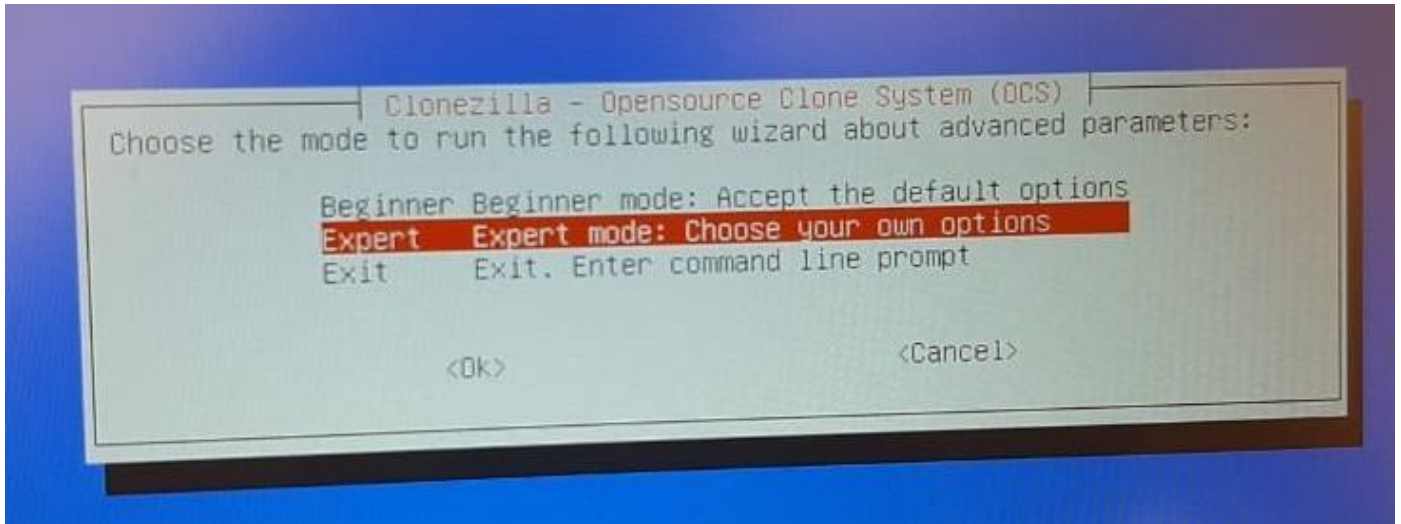 Clonezilla - Opensource Clone System (OCS)
Choose the mode to run the following wizard about advanced parameters:
Beginner Beginner mode: Accept the default options
Expert Expert mode: Choose your own options
Exit Exit. Enter command line prompt
<Ok> <Cancel>